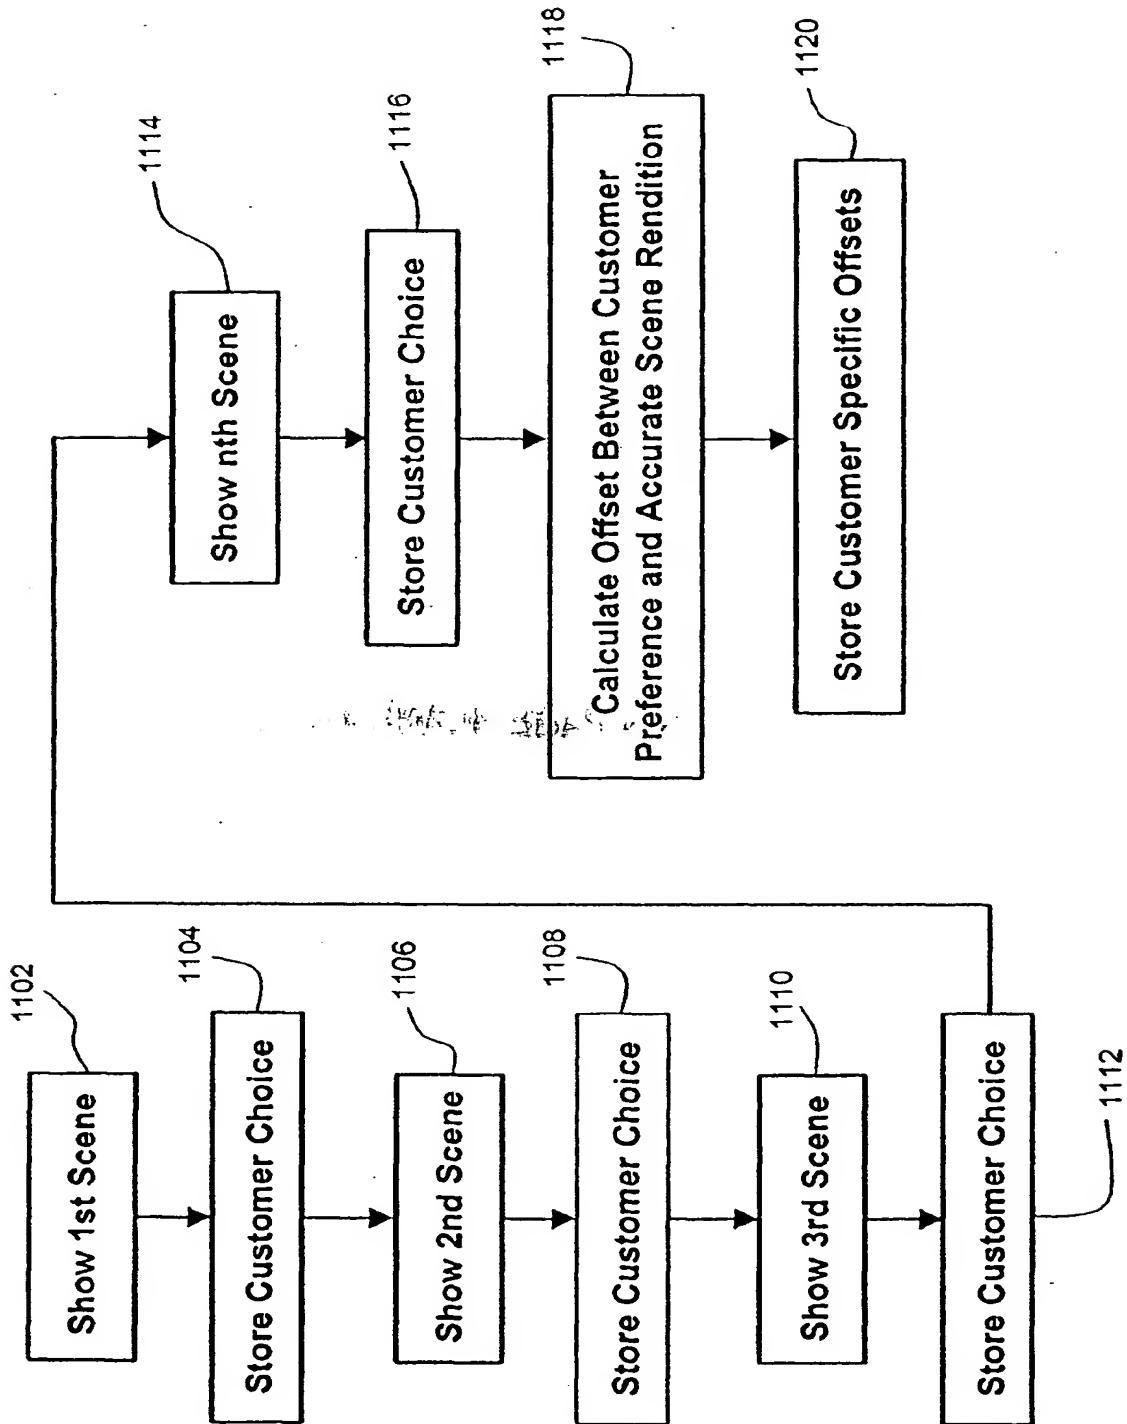 1102
Show 1st Scene
1104
Store Customer Choice
1106
Show 2nd Scene
1108
Store Customer Choice
1110
Show 3rd Scene
Store Customer Choice
1112
1114
Show nth Scene
1116
Store Customer Choice
1118
Calculate Offset Between Customer
Preference and Accurate Scene Rendition
1120
Store Customer Specific Offsets